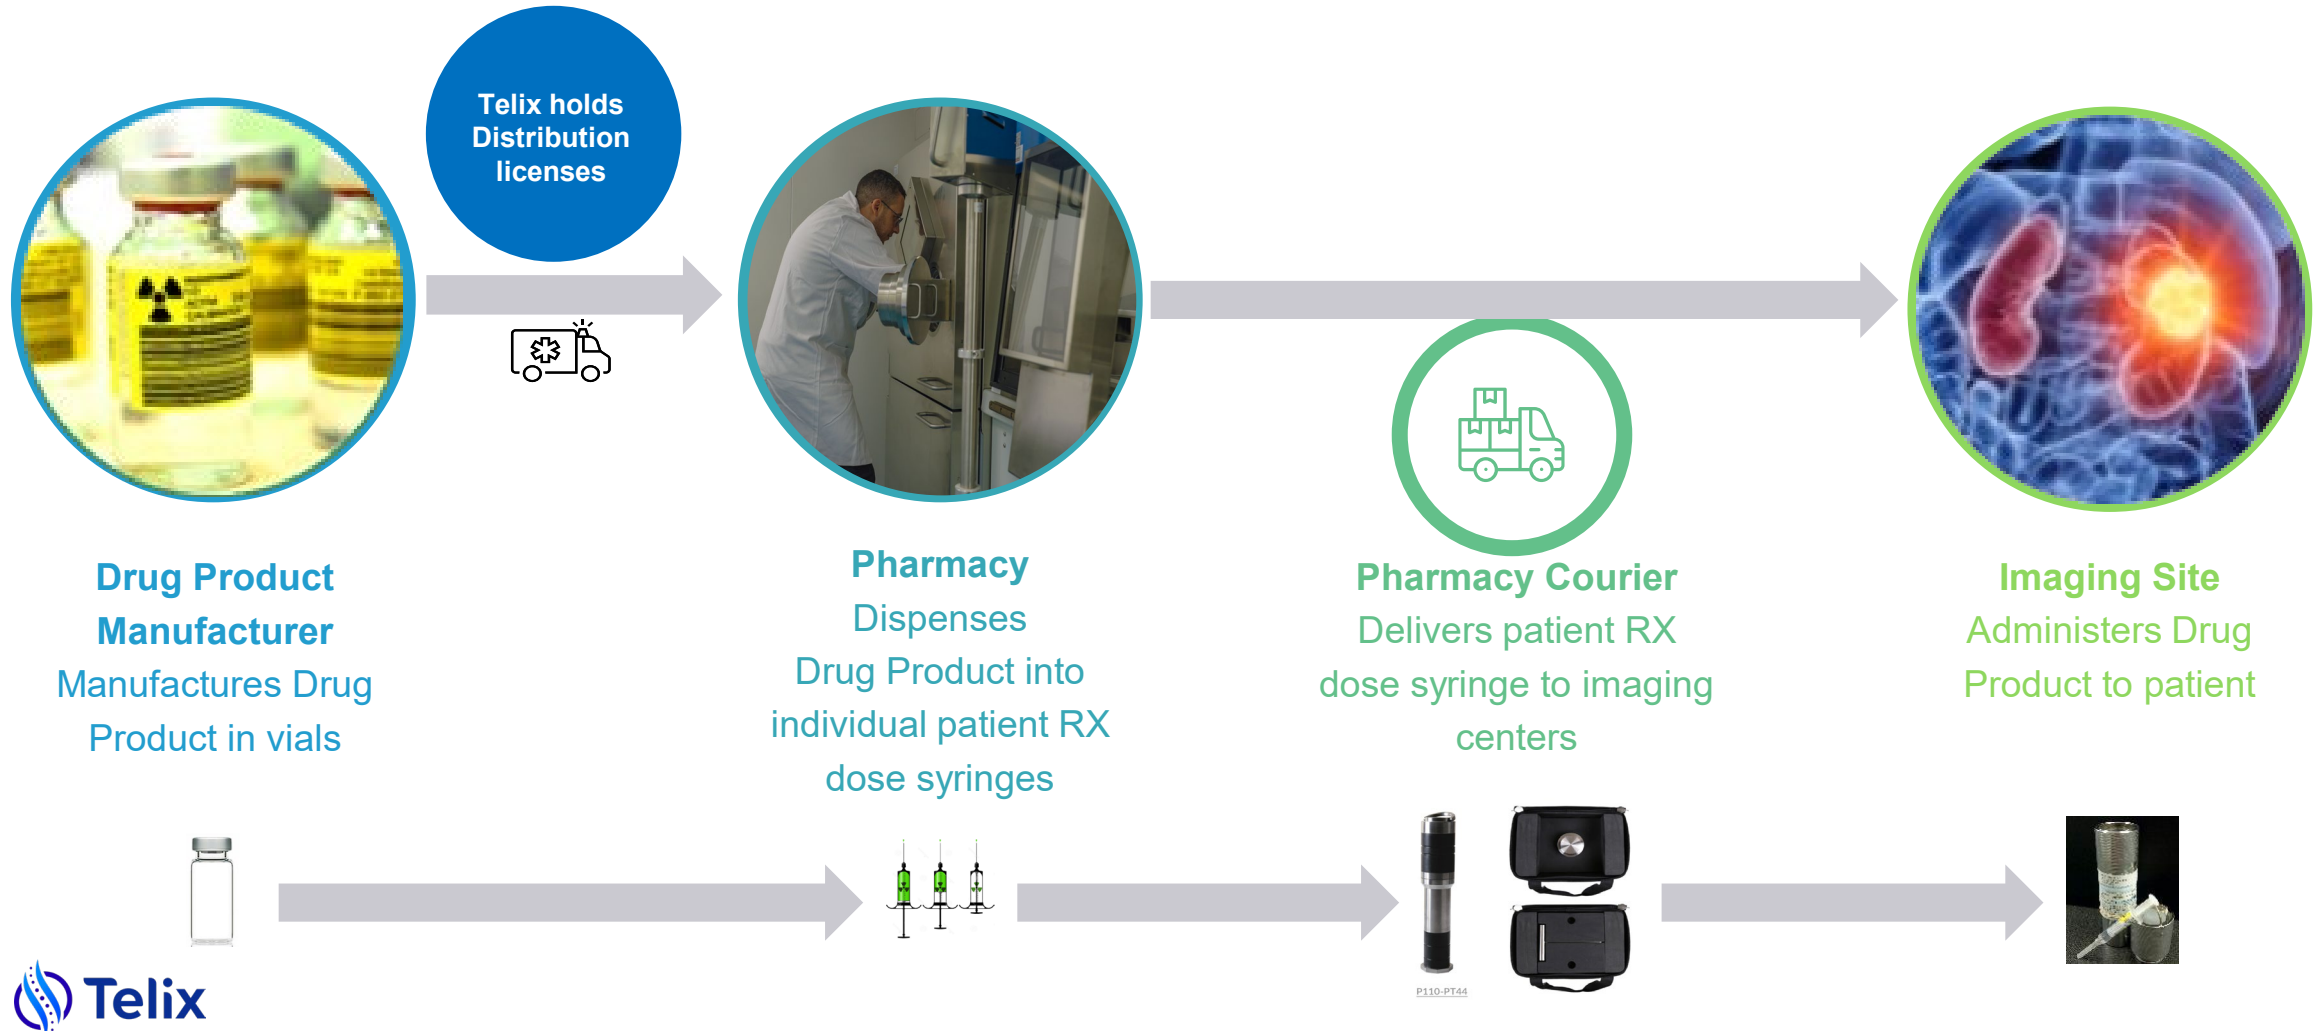 Telix holds
Distribution
licenses
Drug Product
Manufacturer
Manufactures Drug
Product in vials
Pharmacy
Dispenses
Drug Product into
individual patient RX
dose syringes
Pharmacy Courier
Delivers patient RX
dose syringe to imaging
centers
Imaging Site
Administers Drug
Product to patient
P110-PT44
Telix